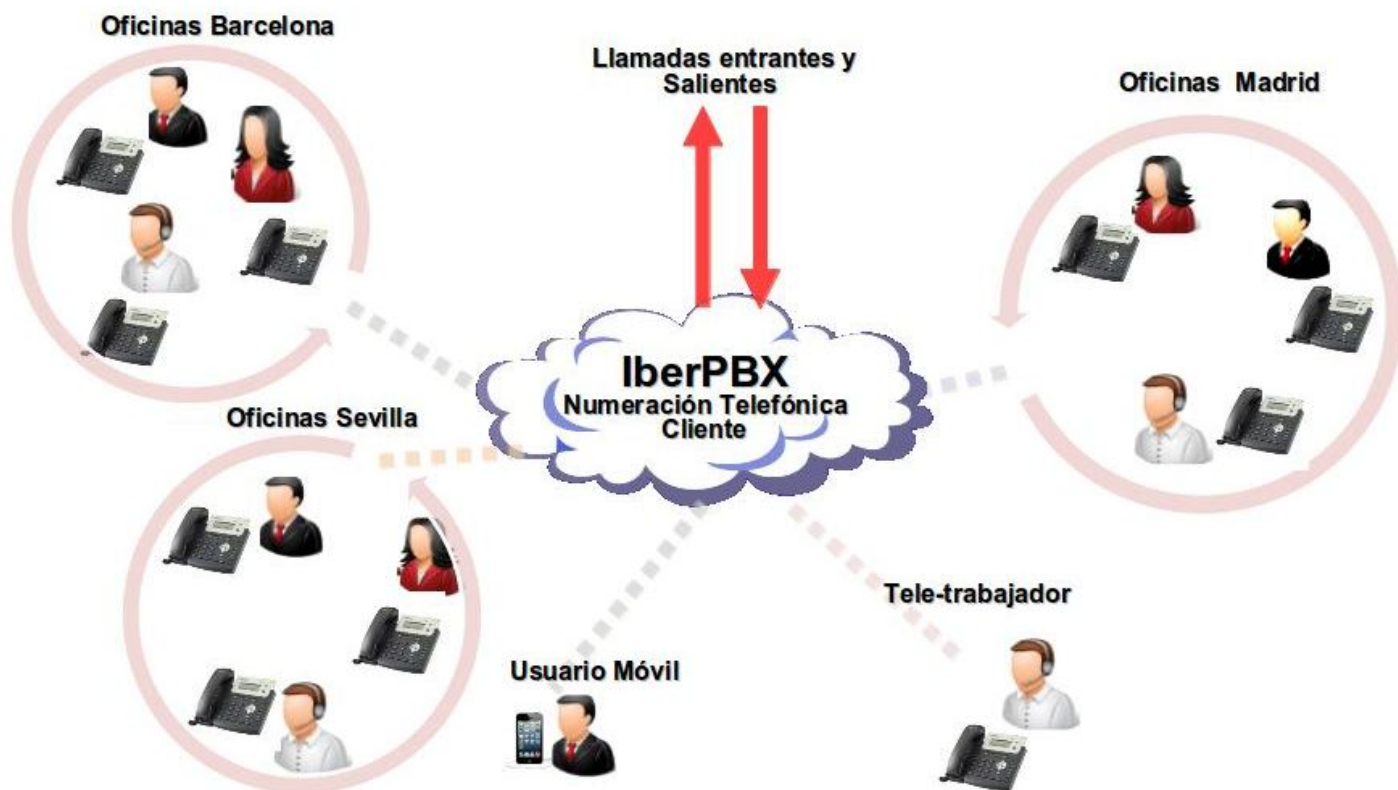 Oficinas Barcelona
Llamadas entrantes y
Salientes
Oficinas Madrid
IberPBX
Numeración Telefónica
Cliente
Oficinas Sevilla
Tele-trabajador
Usuario Móvil